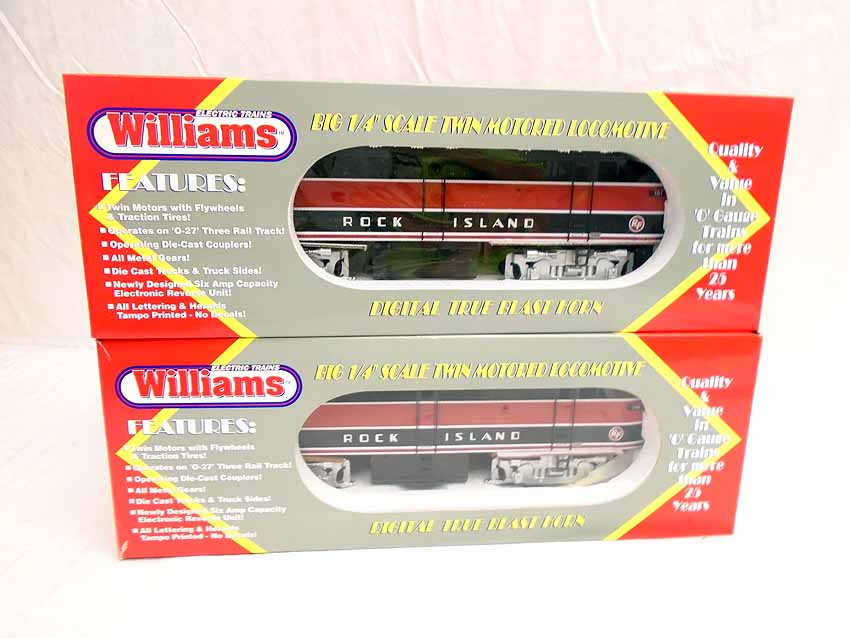 ELECTRIC TRAINS
Williams™
BIG 1/4" SCALE TWIN MOTORED LOCOMOTIVE
FEATURES:
■ Twin Motors with Flywheels
& Traction Tires!
■ Operates on 'O-27' Three Rail Track!
■ Operating Die-Cast Couplers!
■ All Metal Gears!
■ Die Cast Trucks & Truck Sides!
■ Newly Designed Six Amp Capacity
Electronic Reverse Unit!
■ All Lettering & Heralds
Tampo Printed - No Decals!
ROCK ISLAND
Quality
&
Value
in
'O' Gauge
Trains
for more
than
25
Years
DIGITAL TRUE BLAST HORN
ELECTRIC TRAINS
Williams™
BIG 1/4" SCALE TWIN MOTORED LOCOMOTIVE
FEATURES:
■ Twin Motors with Flywheels
& Traction Tires!
■ Operates on 'O-27' Three Rail Track!
■ Operating Die-Cast Couplers!
■ All Metal Gears!
■ Die Cast Trucks & Truck Sides!
■ Newly Designed Six Amp Capacity
Electronic Reverse Unit!
■ All Lettering & Heralds
Tampo Printed - No Decals!
ROCK ISLAND
Quality
&
Value
in
'O' Gauge
Trains
for more
than
25
Years
DIGITAL TRUE BLAST HORN